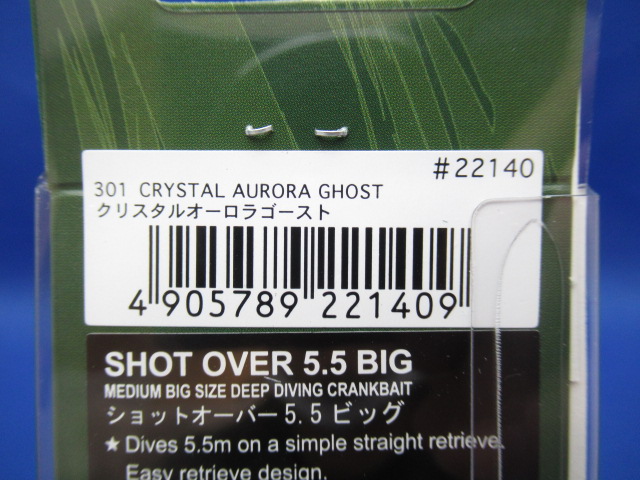 #22140
301 CRYSTAL AURORA GHOST
クリスタルオーロラゴースト
4 905789 221409
SHOT OVER 5.5 BIG
MEDIUM BIG SIZE DEEP DIVING CRANKBAIT
ショットオーバー5.5ビッグ
★ Dives 5.5m on a simple straight retrieve.
Easy retrieve design.